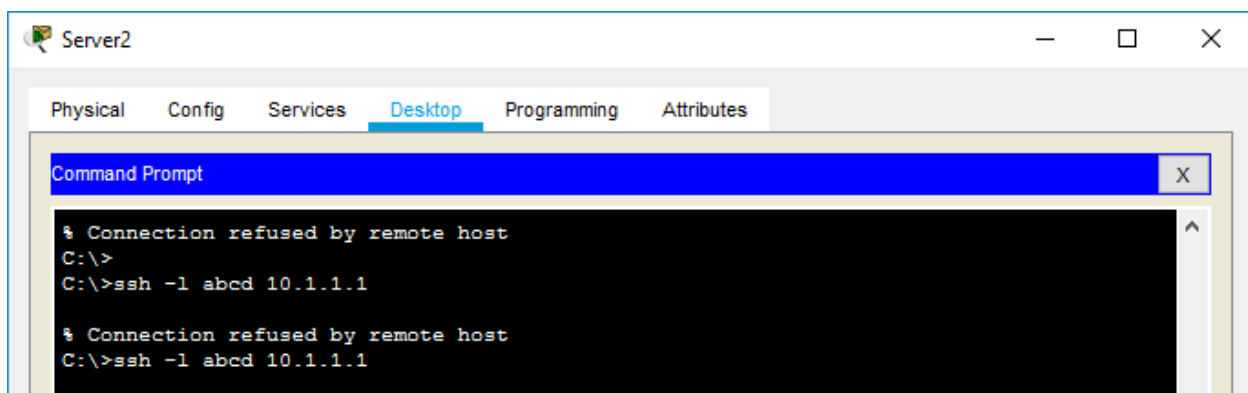 Server2
Physical Config Services Desktop Programming Attributes
Command Prompt X
% Connection refused by remote host
C:\>
C:\>ssh -l abcd 10.1.1.1
% Connection refused by remote host
C:\>ssh -l abcd 10.1.1.1